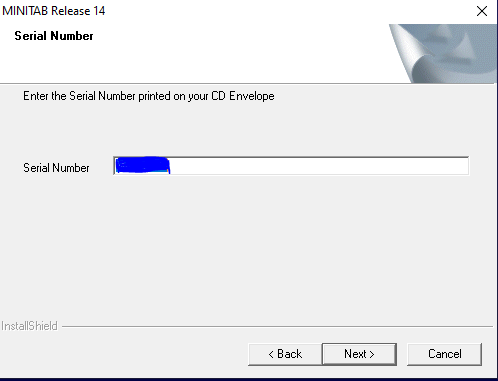 MINITAB Release 14
Serial Number
Enter the Serial Number printed on your CD Envelope
Serial Number
InstallShield
< Back
Next >
Cancel